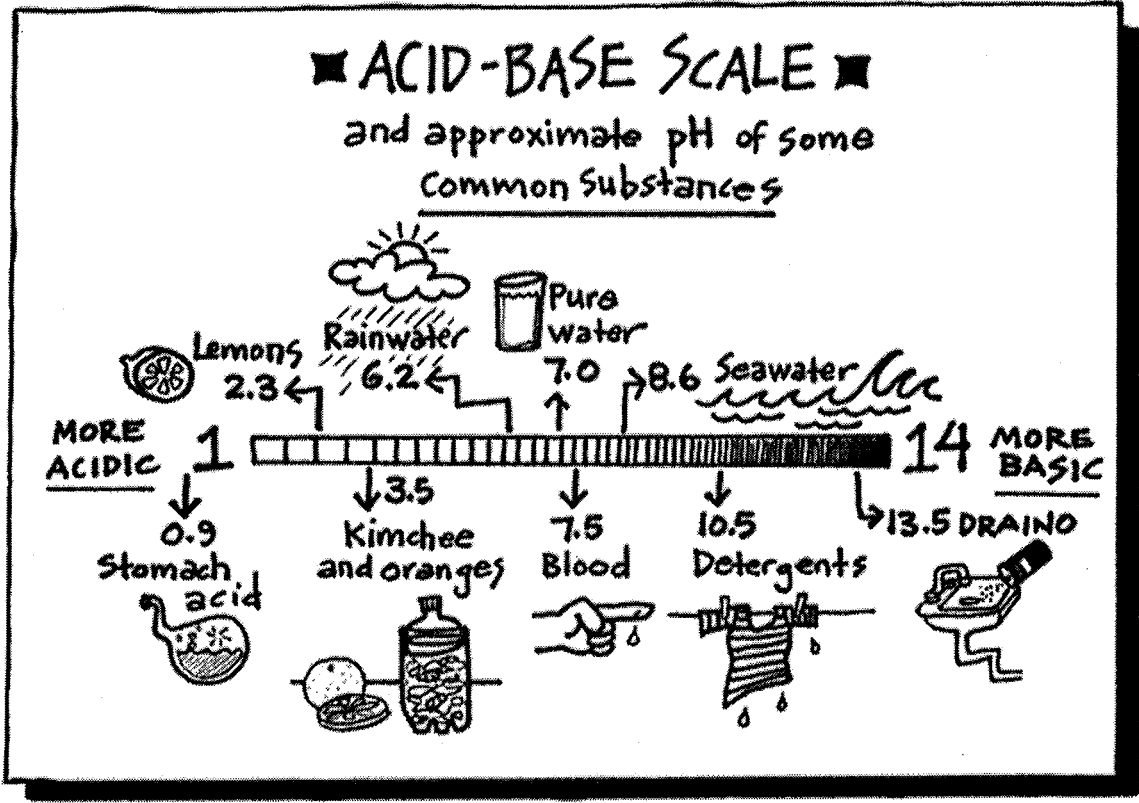 ACID-BASE SCALE
and approximate pH of some
Common Substances
Pure
water
7.0
Rainwater
6.2
Lemons
2.3
8.6 Seawater
MORE
ACIDIC
1
14
MORE
BASIC
0.9
Stomach
acid
3.5
Kimchee
and oranges
7.5
Blood
10.5
Detergents
13.5 DRAINO